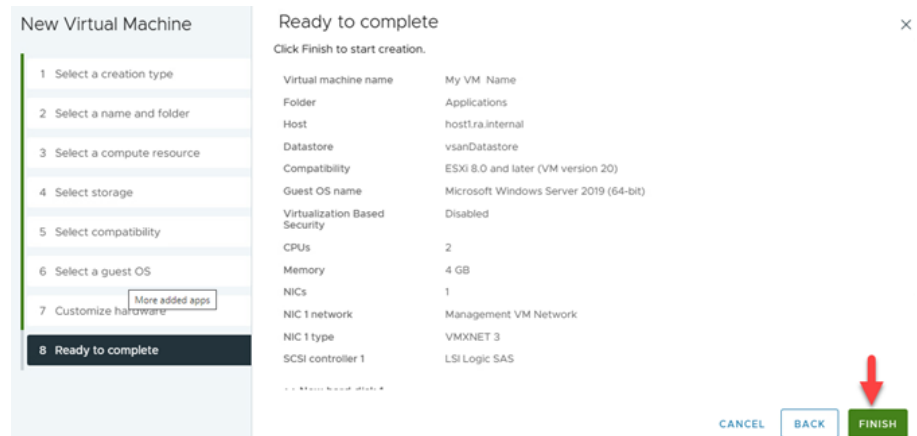 New Virtual Machine
1 Select a creation type
2 Select a name and folder
3 Select a compute resource
4 Select storage
5 Select compatibility
6 Select a guest OS
More added apps
7 Customize hardware
8 Ready to complete
Ready to complete
Click Finish to start creation.
Virtual machine name My VM Name
Folder Applications
Host host1.ra.internal
Datastore vsanDatastore
Compatibility ESXi 8.0 and later (VM version 20)
Guest OS name Microsoft Windows Server 2019 (64-bit)
Virtualization Based Disabled
Security
CPUs 2
Memory 4 GB
NICs 1
NIC 1 network Management VM Network
NIC 1 type VMXNET 3
SCSI controller 1 LSI Logic SAS
CANCEL BACK FINISH